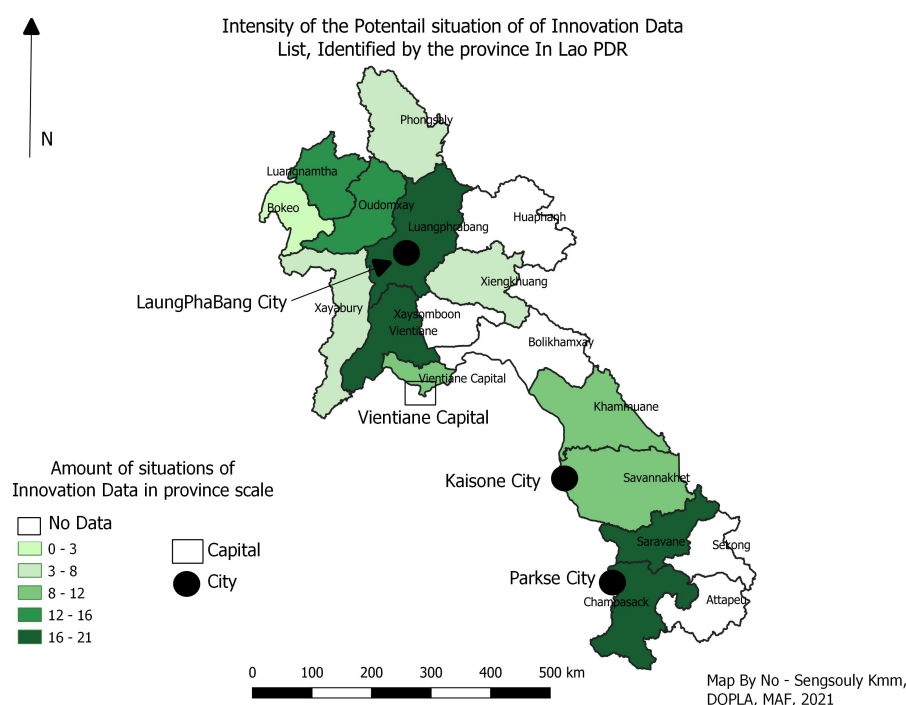 Intensity of the Potentail situation of of Innovation Data
List, Identified by the province In Lao PDR
N
Phongsaly
Luangnamtha
Bokeo
Oudomxay
Luangphrabang
Huaphanh
Xiengkhuang
LaungPhaBang City
Xayabury
Xaysomboon
Vientiane
Bolikhamxay
Vientiane Capital
Vientiane Capital
Khammuane
Kaisone City
Savannakhet
Saravane
Sekong
Parkse City
Champasack
Attapeu
Amount of situations of
Innovation Data in province scale
No Data
0 - 3
3 - 8
8 - 12
12 - 16
16 - 21
Capital
City
0 100 200 300 400 500 km
Map By No - Sengsouly Kmm,
DOPLA, MAF, 2021